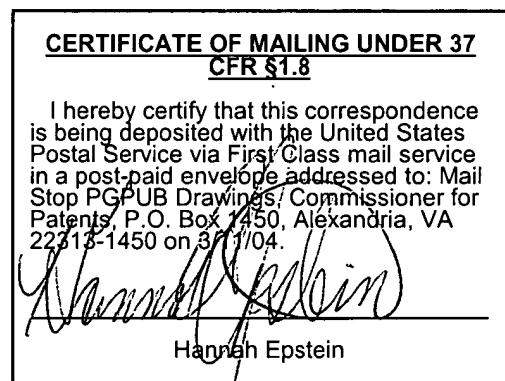 CERTIFICATE OF MAILING UNDER 37
CFR §1.8
I hereby certify that this correspondence
is being deposited with the United States
Postal Service via First Class mail service
in a post-paid envelope addressed to: Mail
Stop PGPUB Drawings, Commissioner for
Patents, P.O. Box 1450, Alexandria, VA
22313-1450 on 3/11/04.
Hannah Epstein
Hannah Epstein